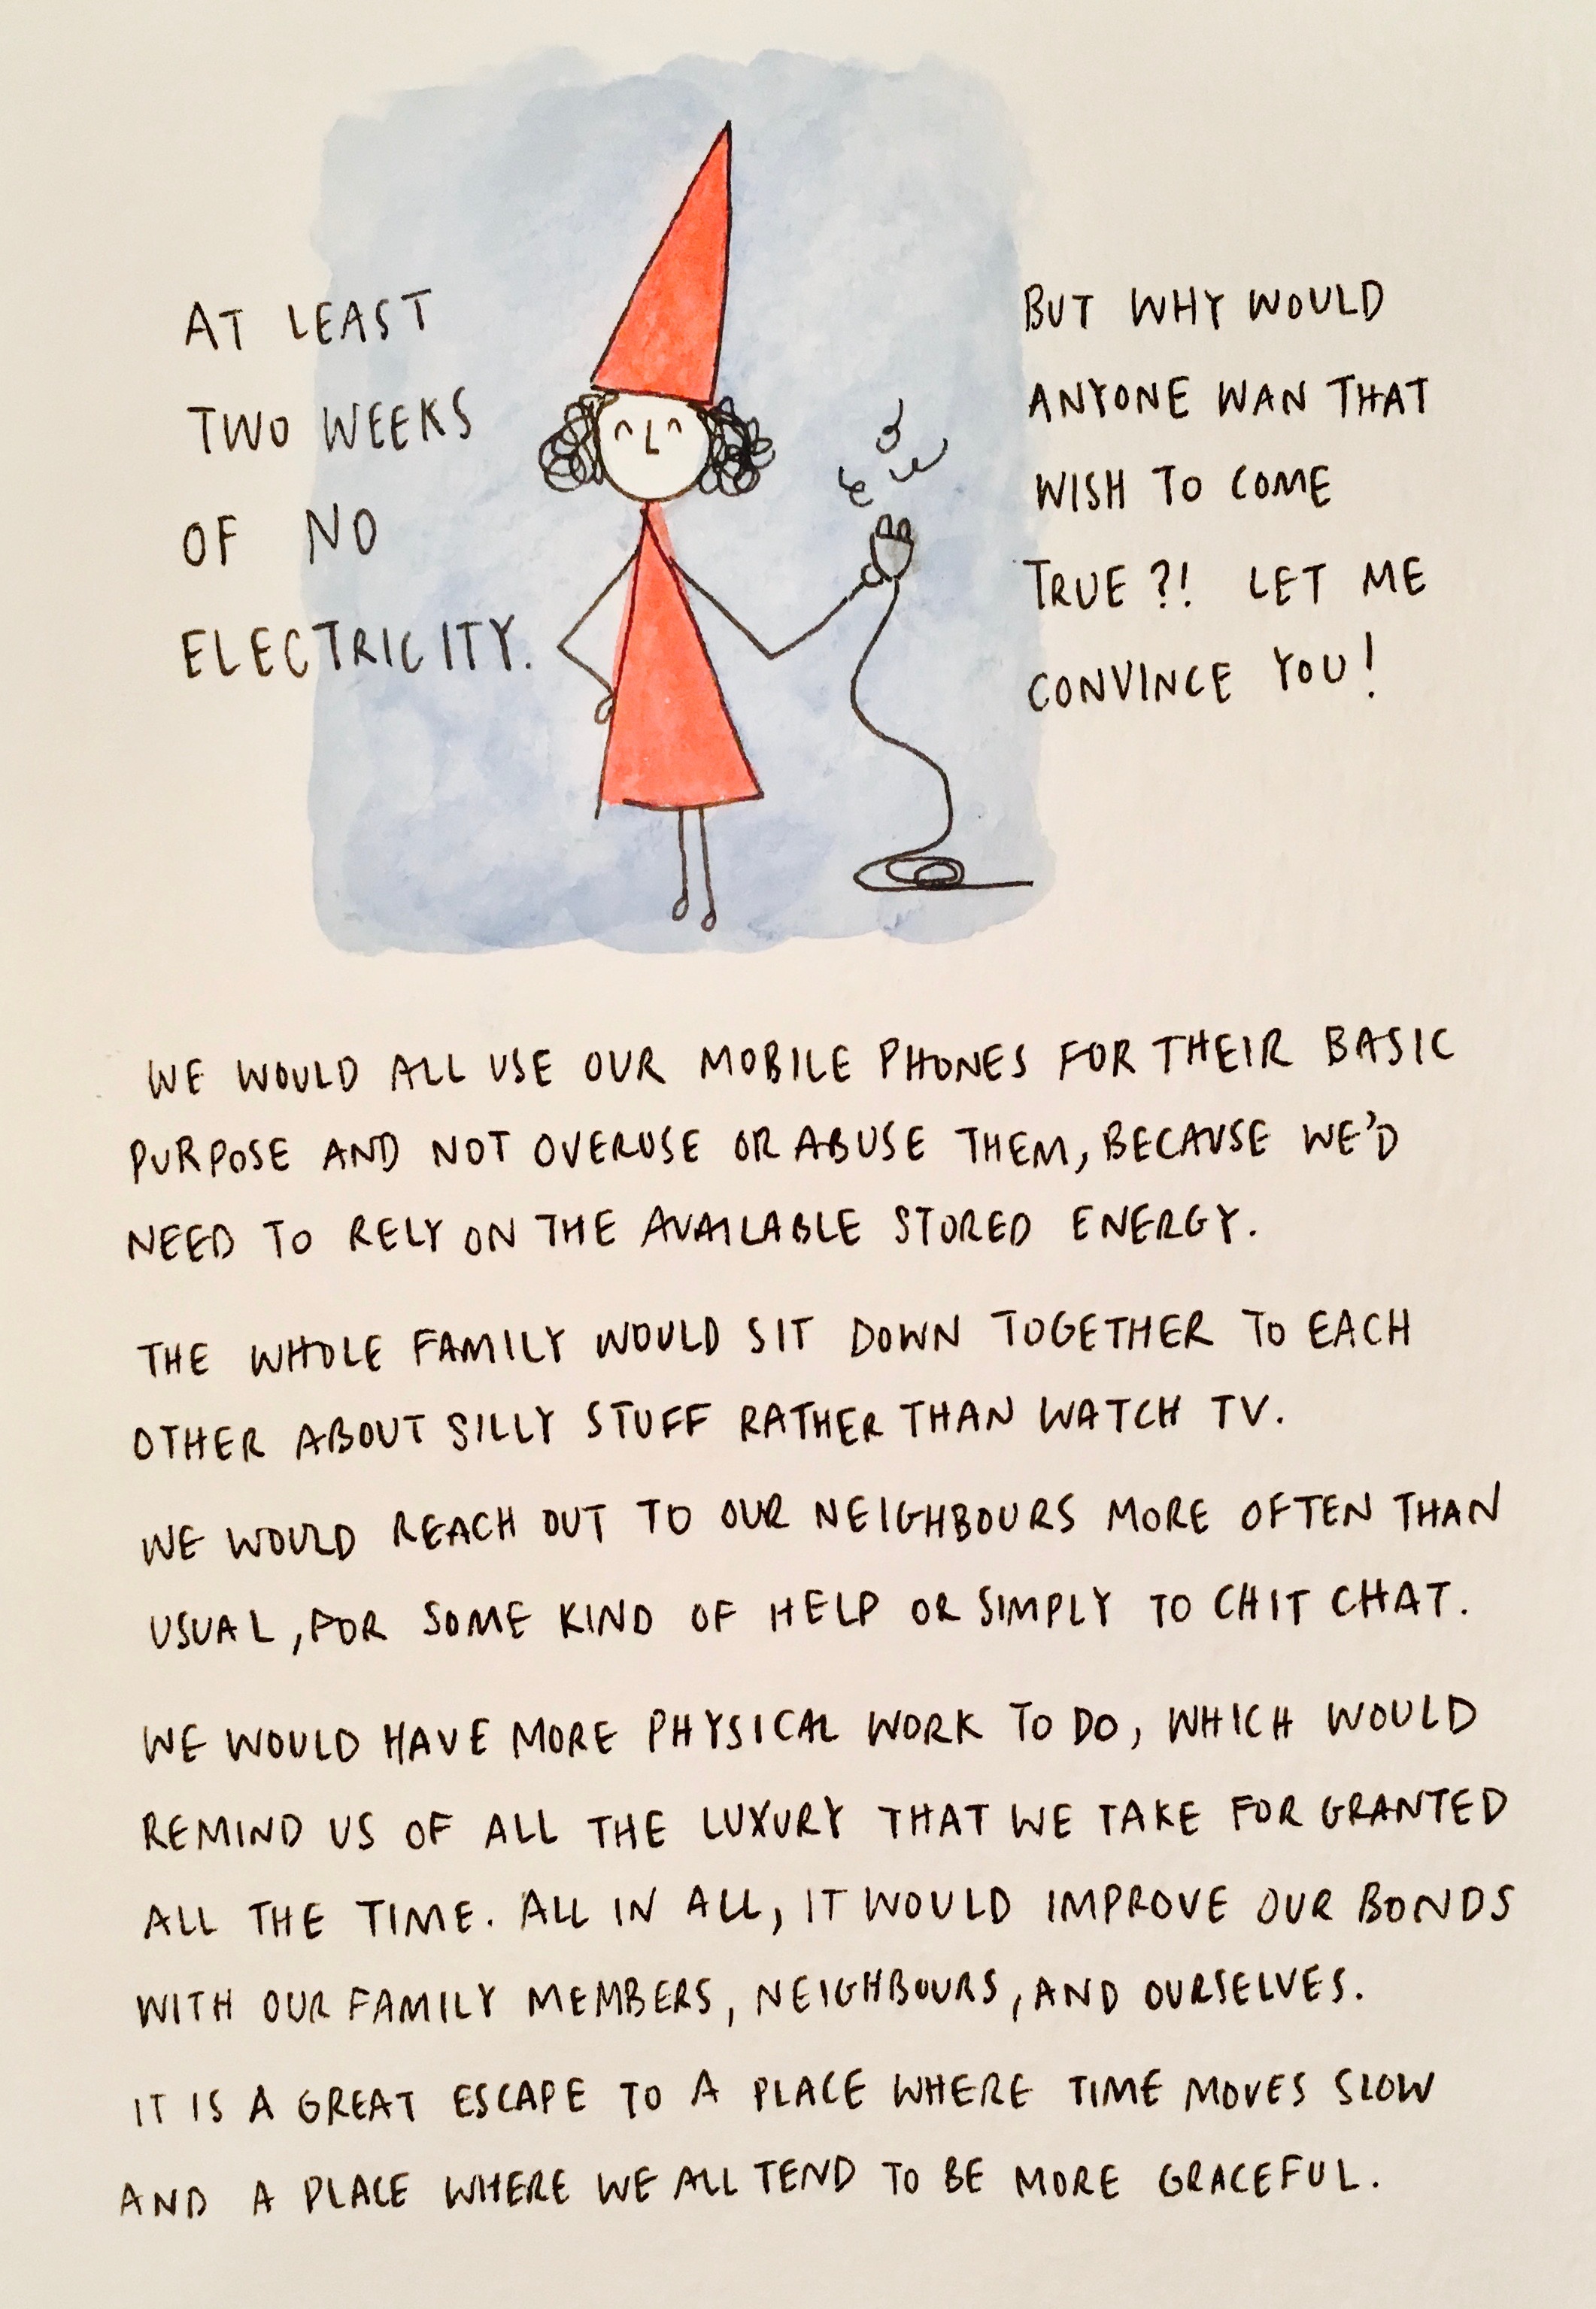 AT LEAST
TWO WEEKS
OF NO
ELECTRICITY.
BUT WHY WOULD
ANYONE WAN THAT
WISH TO COME
TRUE?! LET ME
CONVINCE YOU!
WE WOULD ALL USE OUR MOBILE PHONES FOR THEIR BASIC
PURPOSE AND NOT OVERUSE OR ABUSE THEM, BECAUSE WE'D
NEED TO RELY ON THE AVAILABLE STORED ENERGY.
THE WHOLE FAMILY WOULD SIT DOWN TOGETHER TO EACH
OTHER ABOUT SILLY STUFF RATHER THAN WATCH TV.
WE WOULD REACH OUT TO OUR NEIGHBOURS MORE OFTEN THAN
USUAL, FOR SOME KIND OF HELP OR SIMPLY TO CHIT CHAT.
WE WOULD HAVE MORE PHYSICAL WORK TO DO, WHICH WOULD
REMIND US OF ALL THE LUXURY THAT WE TAKE FOR GRANTED
ALL THE TIME. ALL IN ALL, IT WOULD IMPROVE OUR BONDS
WITH OUR FAMILY MEMBERS, NEIGHBOURS, AND OURSELVES.
IT IS A GREAT ESCAPE TO A PLACE WHERE TIME MOVES SLOW
AND A PLACE WHERE WE ALL TEND TO BE MORE GRACEFUL.